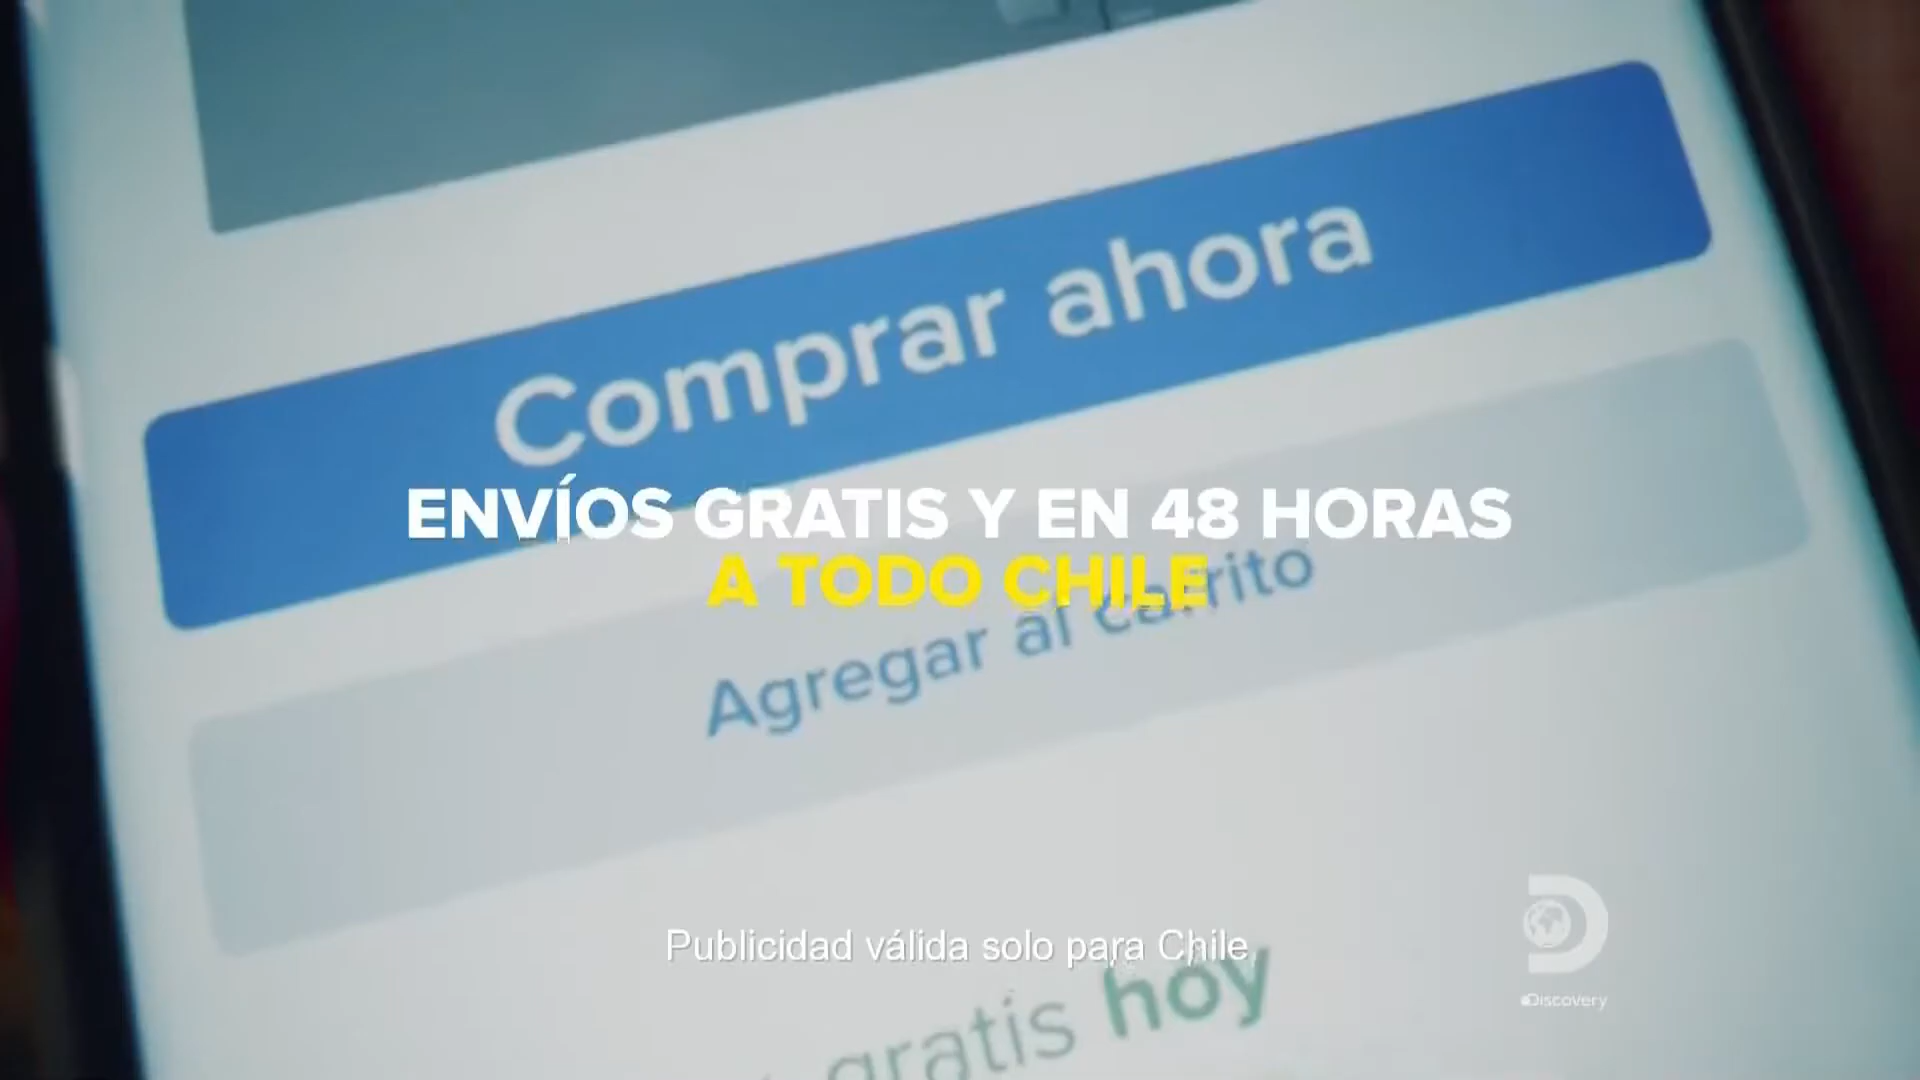 Comprar ahora
ENVÍOS GRATIS Y EN 48 HORAS
A TODO CHILE
Agregar al carrito
Publicidad válida solo para Chile
gratis hoy
Discovery